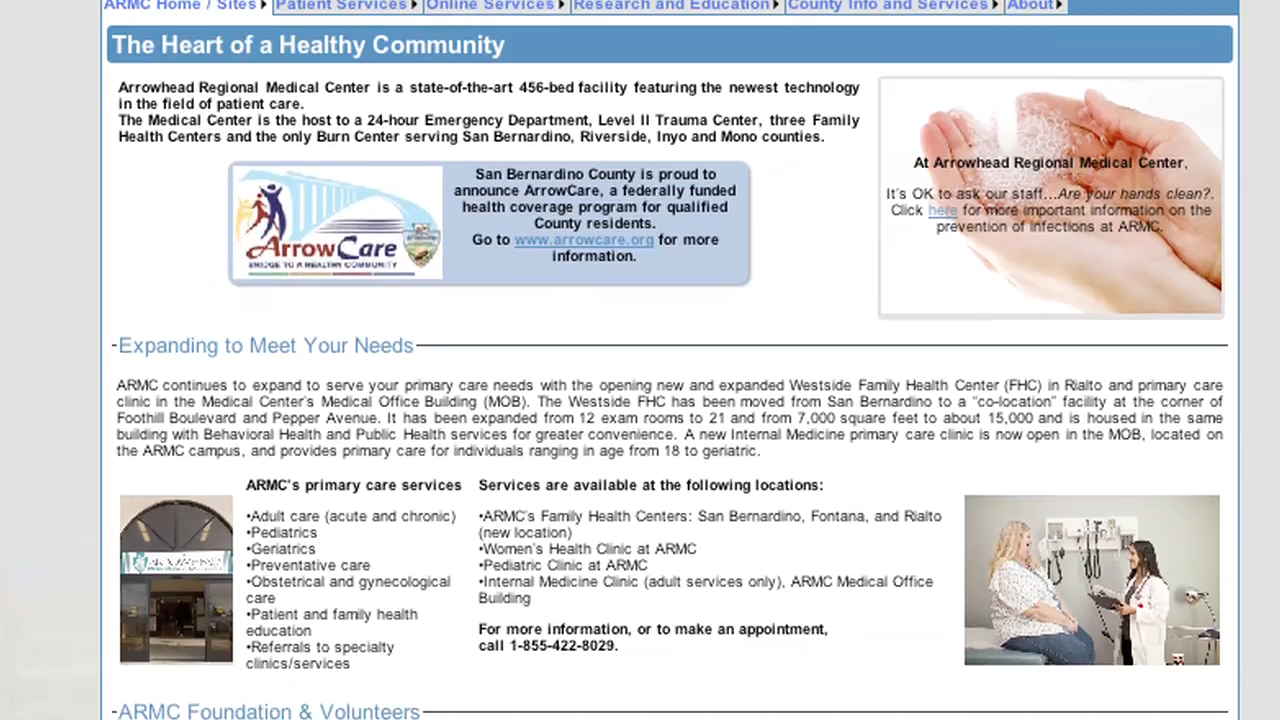 ARMC Home / Sites Patient Services Online Services Research and Education County Info and Services About
The Heart of a Healthy Community
Arrowhead Regional Medical Center is a state-of-the-art 456-bed facility featuring the newest technology
in the field of patient care.
The Medical Center is the host to a 24-hour Emergency Department, Level II Trauma Center, three Family
Health Centers and the only Burn Center serving San Bernardino, Riverside, Inyo and Mono counties.
ArrowCare
BRIDGE TO A HEALTHY COMMUNITY
San Bernardino County is proud to
announce ArrowCare, a federally funded
health coverage program for qualified
County residents.
Go to www.arrowcare.org for more
information.
At Arrowhead Regional Medical Center,
It's OK to ask our staff...Are your hands clean?.
Click here for more important information on the
prevention of infections at ARMC.
Expanding to Meet Your Needs
ARMC continues to expand to serve your primary care needs with the opening new and expanded Westside Family Health Center (FHC) in Rialto and primary care
clinic in the Medical Center's Medical Office Building (MOB). The Westside FHC has been moved from San Bernardino to a "co-location" facility at the corner of
Foothill Boulevard and Pepper Avenue. It has been expanded from 12 exam rooms to 21 and from 7,000 square feet to about 15,000 and is housed in the same
building with Behavioral Health and Public Health services for greater convenience. A new Internal Medicine primary care clinic is now open in the MOB, located on
the ARMC campus, and provides primary care for individuals ranging in age from 18 to geriatric.
ARMC's primary care services
•Adult care (acute and chronic)
•Pediatrics
•Geriatrics
•Preventative care
•Obstetrical and gynecological
care
•Patient and family health
education
•Referrals to specialty
clinics/services
Services are available at the following locations:
•ARMC's Family Health Centers: San Bernardino, Fontana, and Rialto
(new location)
•Women's Health Clinic at ARMC
•Pediatric Clinic at ARMC
•Internal Medicine Clinic (adult services only), ARMC Medical Office
Building
For more information, or to make an appointment,
call 1-855-422-8029.
ARMC Foundation & Volunteers